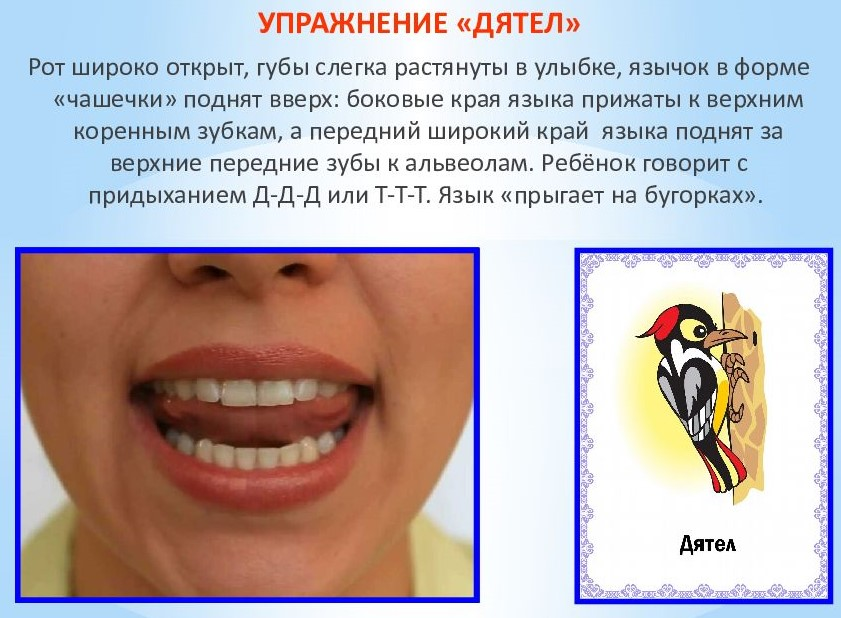 УПРАЖНЕНИЕ «ДЯТЕЛ»
Рот широко открыт, губы слегка растянуты в улыбке, язычок в форме
«чашечки» поднят вверх: боковые края языка прижаты к верхним
коренным зубкам, а передний широкий край языка поднят за
верхние передние зубы к альвеолам. Ребёнок говорит с
придыханием Д-Д-Д или Т-Т-Т. Язык «прыгает на бугорках».
Дятел